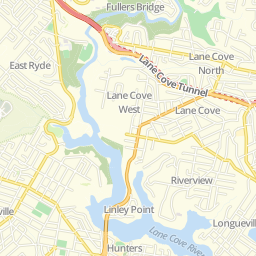 Fullers Bridge
East Ryde
Lane Cove
North
Lane Cove Tunnel
Lane Cove
West
Lane Cove
Riverview
ville
Linley Point
Longueville
Lane Cove River
Hunters